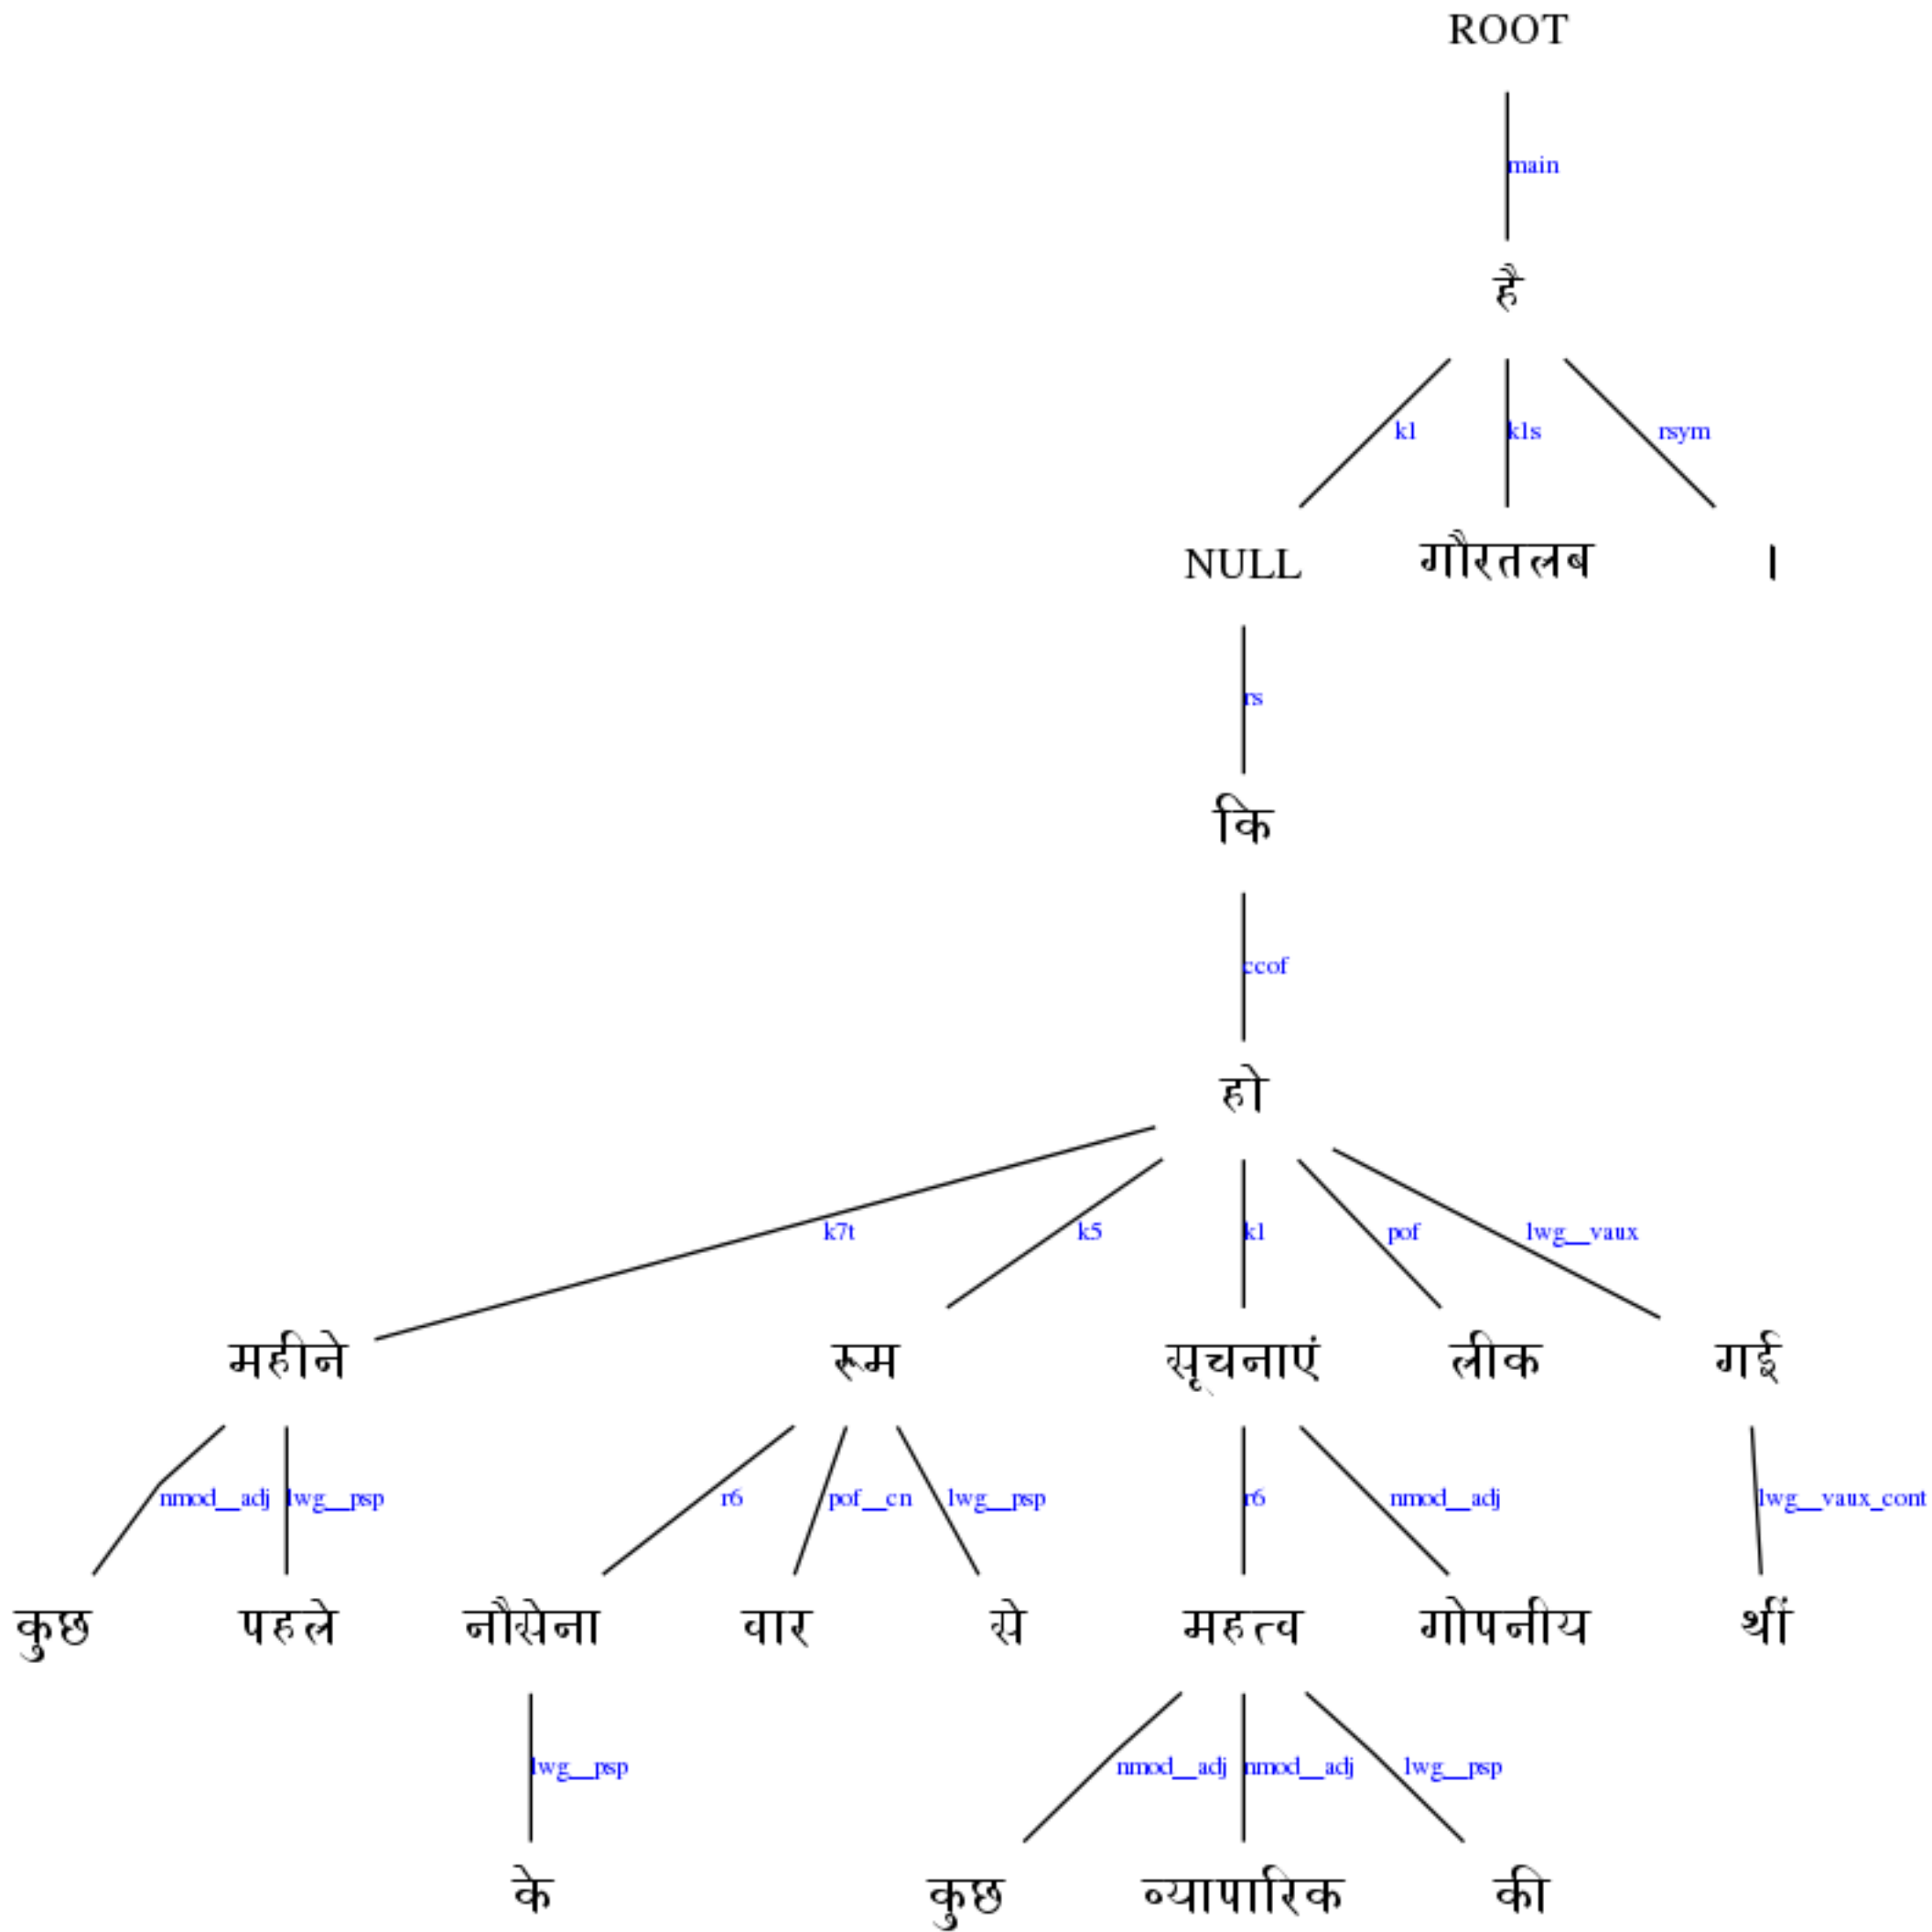 ROOT
main
है
k1 k1s rsym
NULL गौरतलब ।
rs
कि
ccof
हो
k7t k5 k1 pof lwg__vaux
महीने रूम सूचनाएं लीक गई
nmod__adj lwg__psp r6 pof__cn lwg__psp r6 nmod__adj lwg__vaux_cont
कुछ पहले नौसेना वार से महत्व गोपनीय थीं
lwg__psp nmod__adj nmod__adj lwg__psp
के कुछ व्यापारिक की